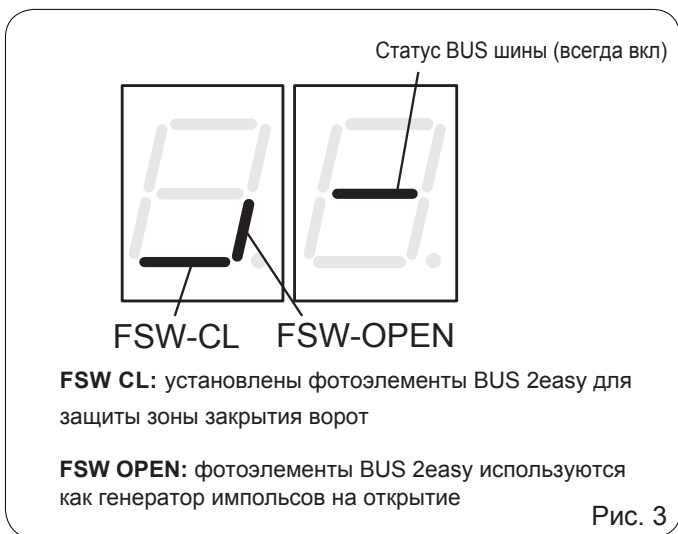 Статус BUS шины (всегда вкл)
FSW-CL FSW-OPEN
FSW CL: установлены фотоэлементы BUS 2easy для
защиты зоны закрытия ворот
FSW OPEN: фотоэлементы BUS 2easy используются
как генератор импольсов на открытие
Рис. 3